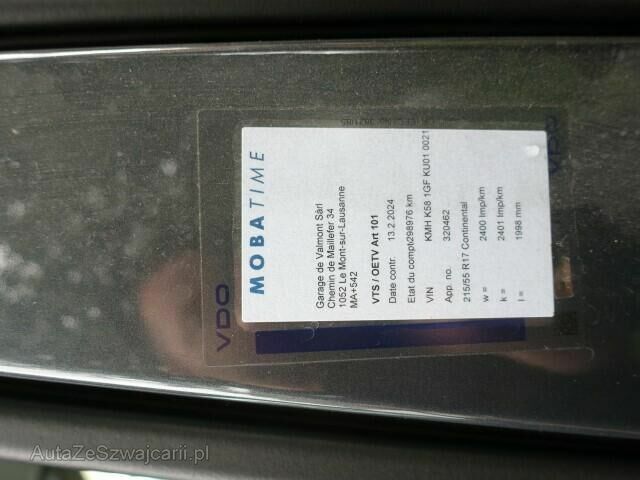 MOBATIME
Garage de Valmont Sàrl
Chemin de Maillefer 34
1052 Le Mont-sur-Lausanne
MA+542
VTS / OETV Art 101
Date contr. 13.2.2024
Etat du compt 298976 km
VIN KMH K58 1GF KU01 0021
App. no. 320462
215/55 R17 Continental
w = 2400 Imp/km
k = 2401 Imp/km
l = 1998 mm
VDO
VDO
AutaZeSzwajcarii.pl